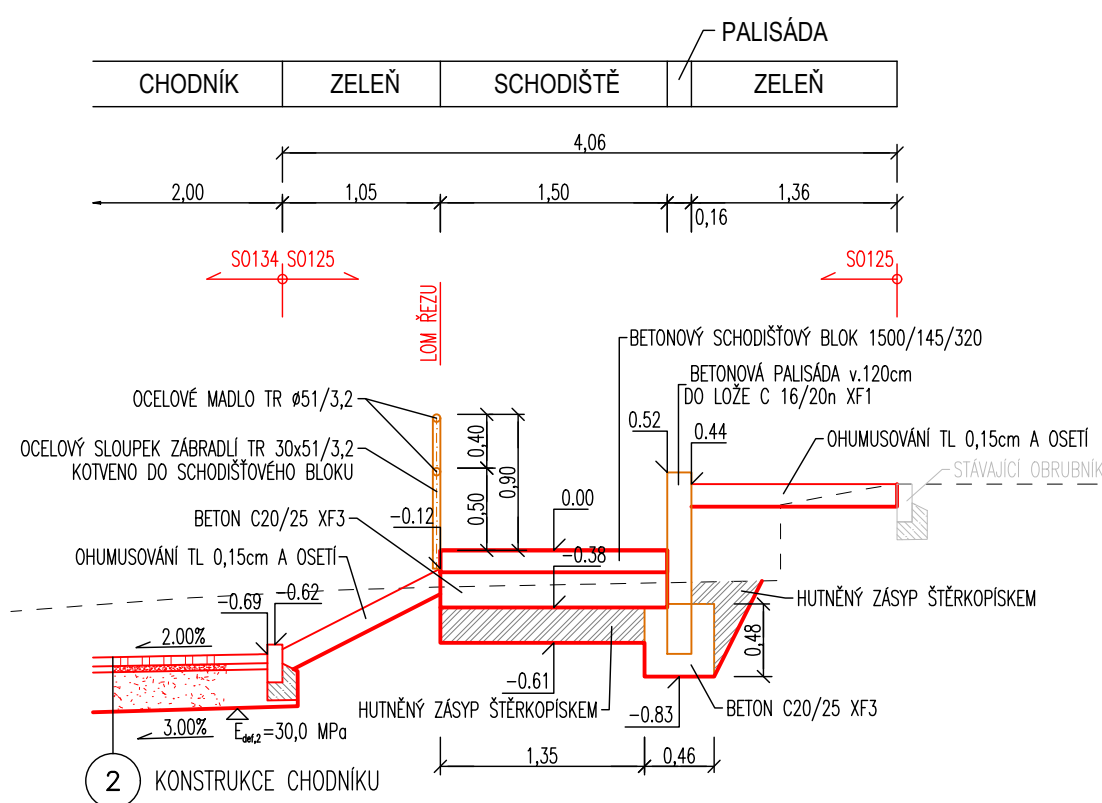 PALISÁDA
CHODNÍK
ZELEŇ
SCHODIŠTĚ
ZELEŇ
4,06
2,00
1,05
1,50
0,16
1,36
SO134
SO125
SO125
LOM ŘEZU
BETONOVÝ SCHODIŠŤOVÝ BLOK 1500/145/320
BETONOVÁ PALISÁDA v.120cm
DO LOŽE C 16/20n XF1
OCELOVÉ MADLO TR ø51/3,2
OCELOVÝ SLOUPEK ZÁBRADLÍ TR 30x51/3,2
KOTVENO DO SCHODIŠŤOVÉHO BLOKU
0,40
0,50
0,90
0.52
0.44
OHUMUSOVÁNÍ TL 0,15cm A OSETÍ
STÁVAJÍCÍ OBRUBNÍK
BETON C20/25 XF3
-0.12
0.00
OHUMUSOVÁNÍ TL 0,15cm A OSETÍ
-0.38
-0.69
-0.62
HUTNĚNÝ ZÁSYP ŠTĚRKOPÍSKEM
0,48
2.00%
-0.61
-0.83
HUTNĚNÝ ZÁSYP ŠTĚRKOPÍSKEM
BETON C20/25 XF3
3.00%
Edef,2=30,0 MPa
1,35
0,46
2
KONSTRUKCE CHODNÍKU